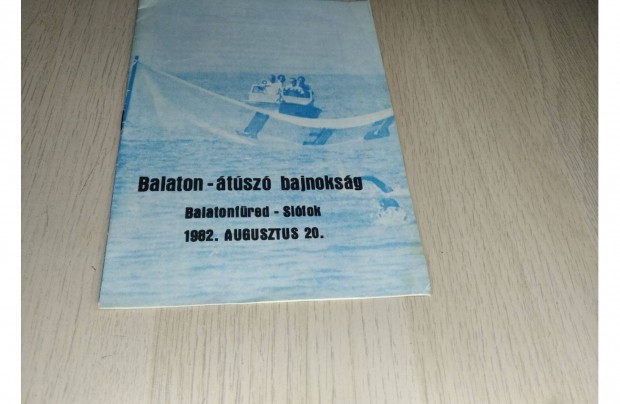 Balaton-átúszó bajnokság
Balatonfüred - Siófok
1982. AUGUSZTUS 20.